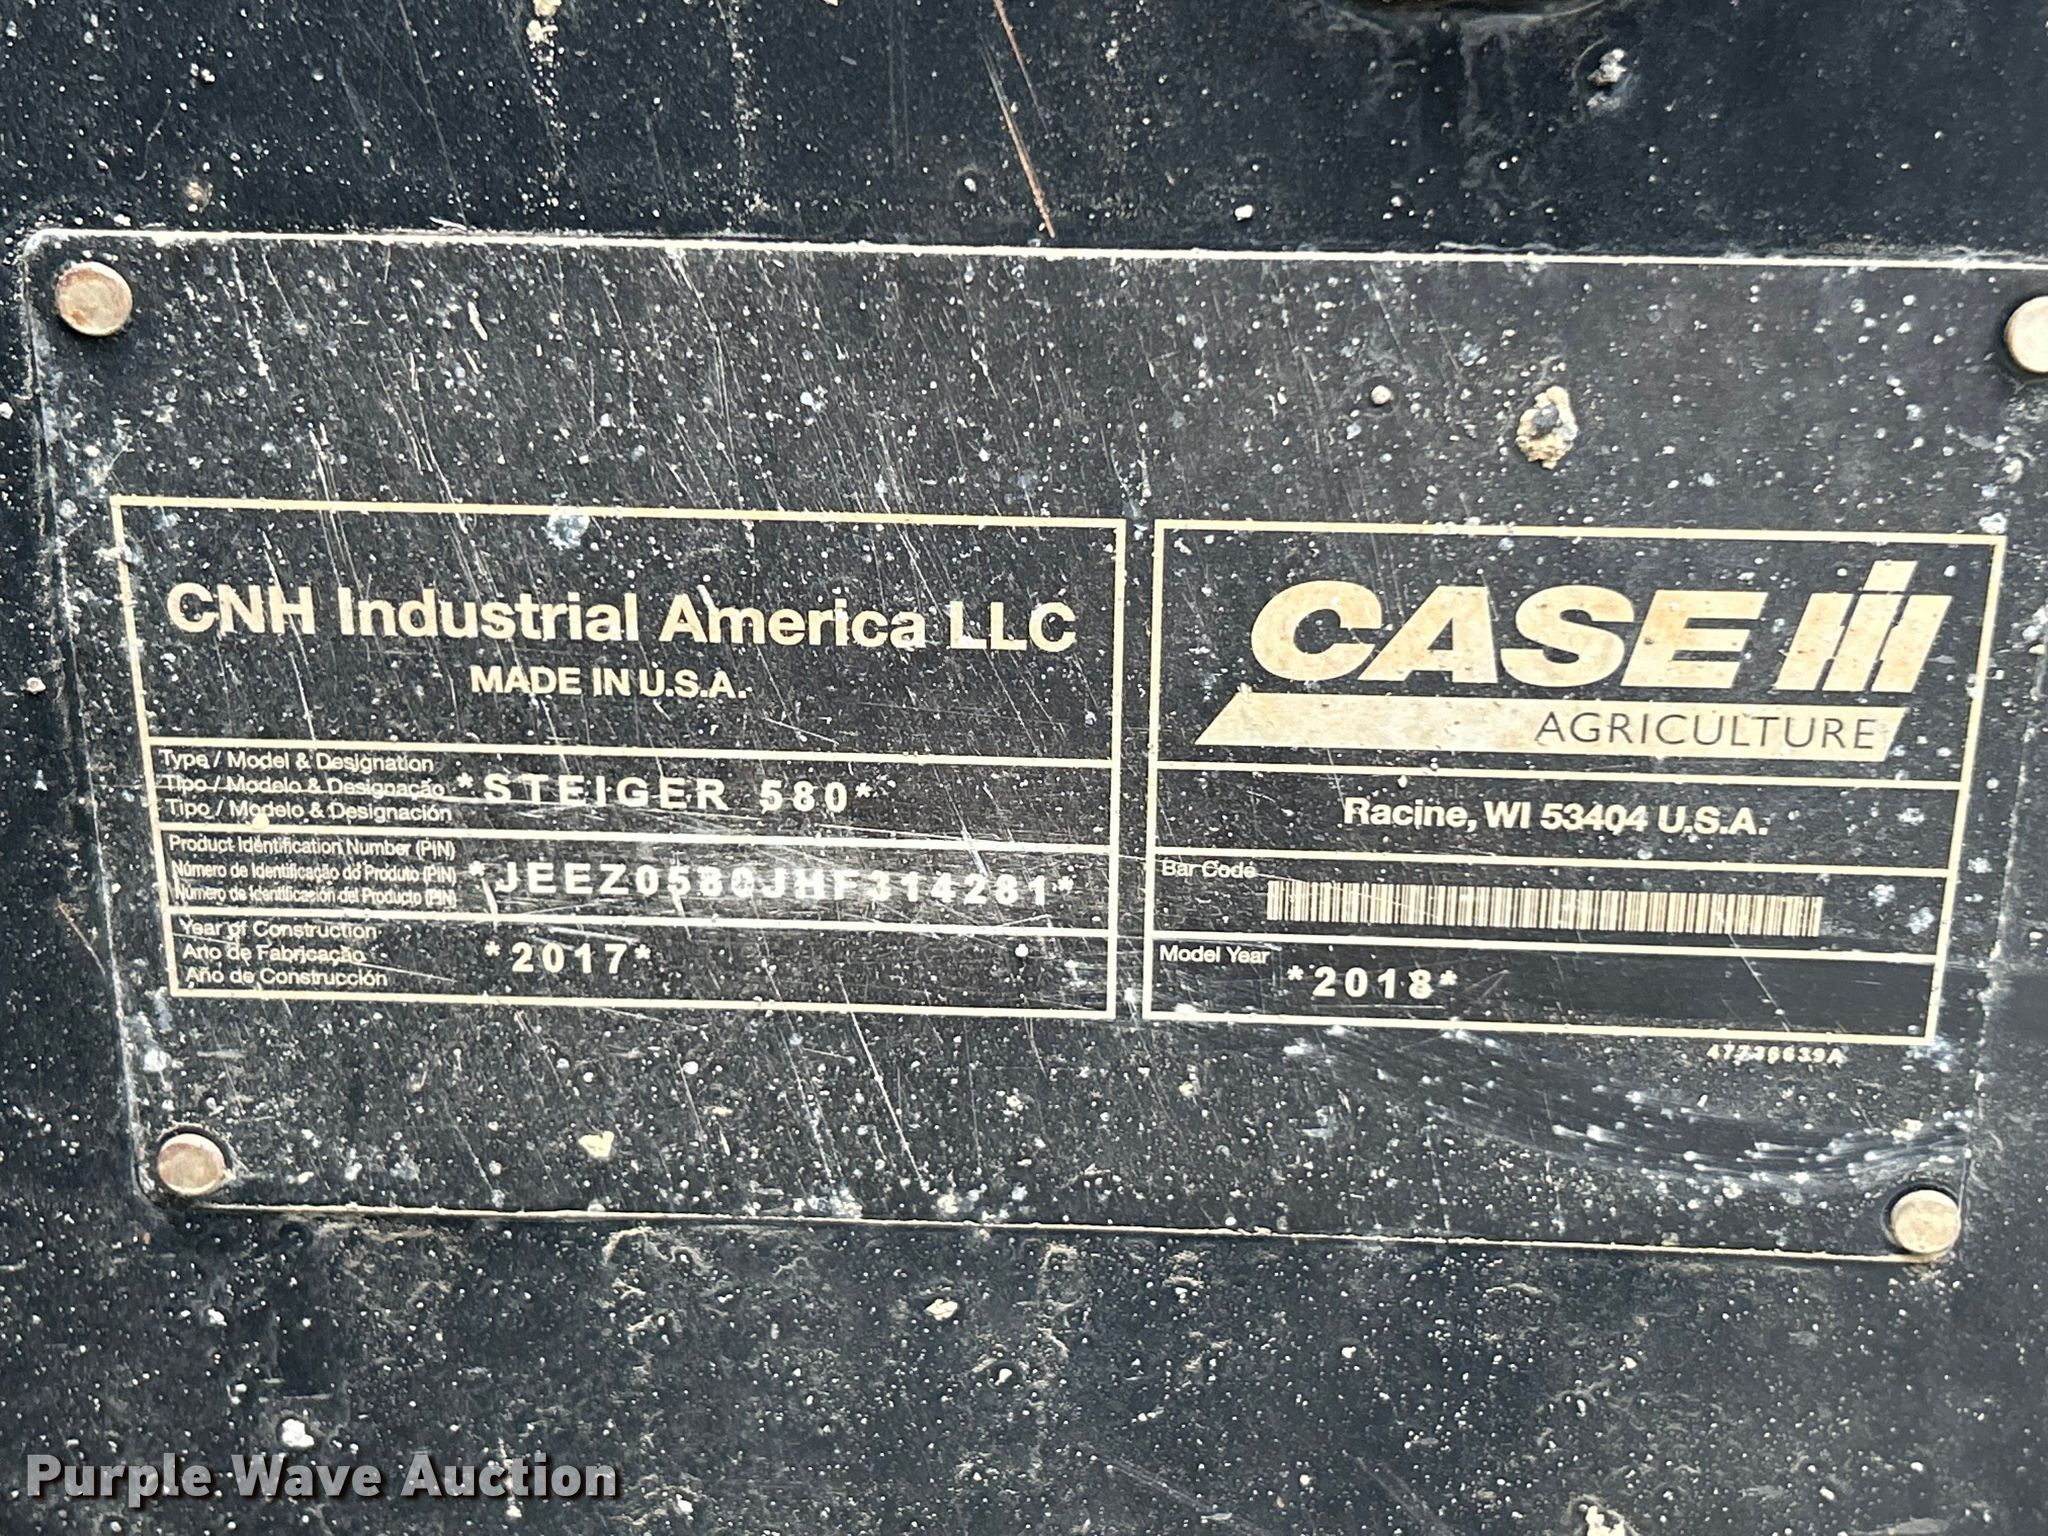 CNH Industrial America LLC
MADE IN U.S.A.
Type / Model & Designation
Tipo / Modelo & Designação
Tipo / Modelo & Designación
*STEIGER 580*
Product Identification Number (PIN)
Número de Identificação do Produto (PIN)
Número de Identificación del Producto (PIN)
*JEEZ0580JHF314281*
Year of Construction
Ano de Fabricação
Año de Construcción
*2017*
CASE IH
AGRICULTURE
Racine, WI 53404 U.S.A.
Bar Code
Model Year
*2018*
47736639A
Purple Wave Auction